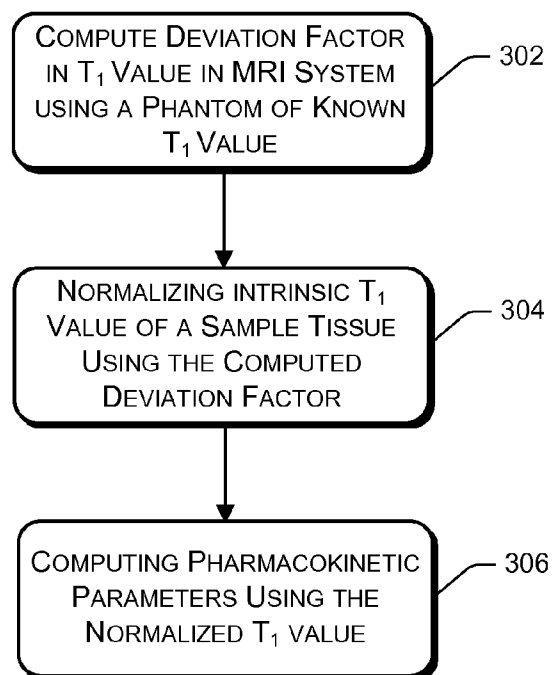 COMPUTE DEVIATION FACTOR
IN T₁ VALUE IN MRI SYSTEM
USING A PHANTOM OF KNOWN
T₁ VALUE
302
NORMALIZING INTRINSIC T₁
VALUE OF A SAMPLE TISSUE
USING THE COMPUTED
DEVIATION FACTOR
304
COMPUTING PHARMACOKINETIC
PARAMETERS USING THE
NORMALIZED T₁ VALUE
306